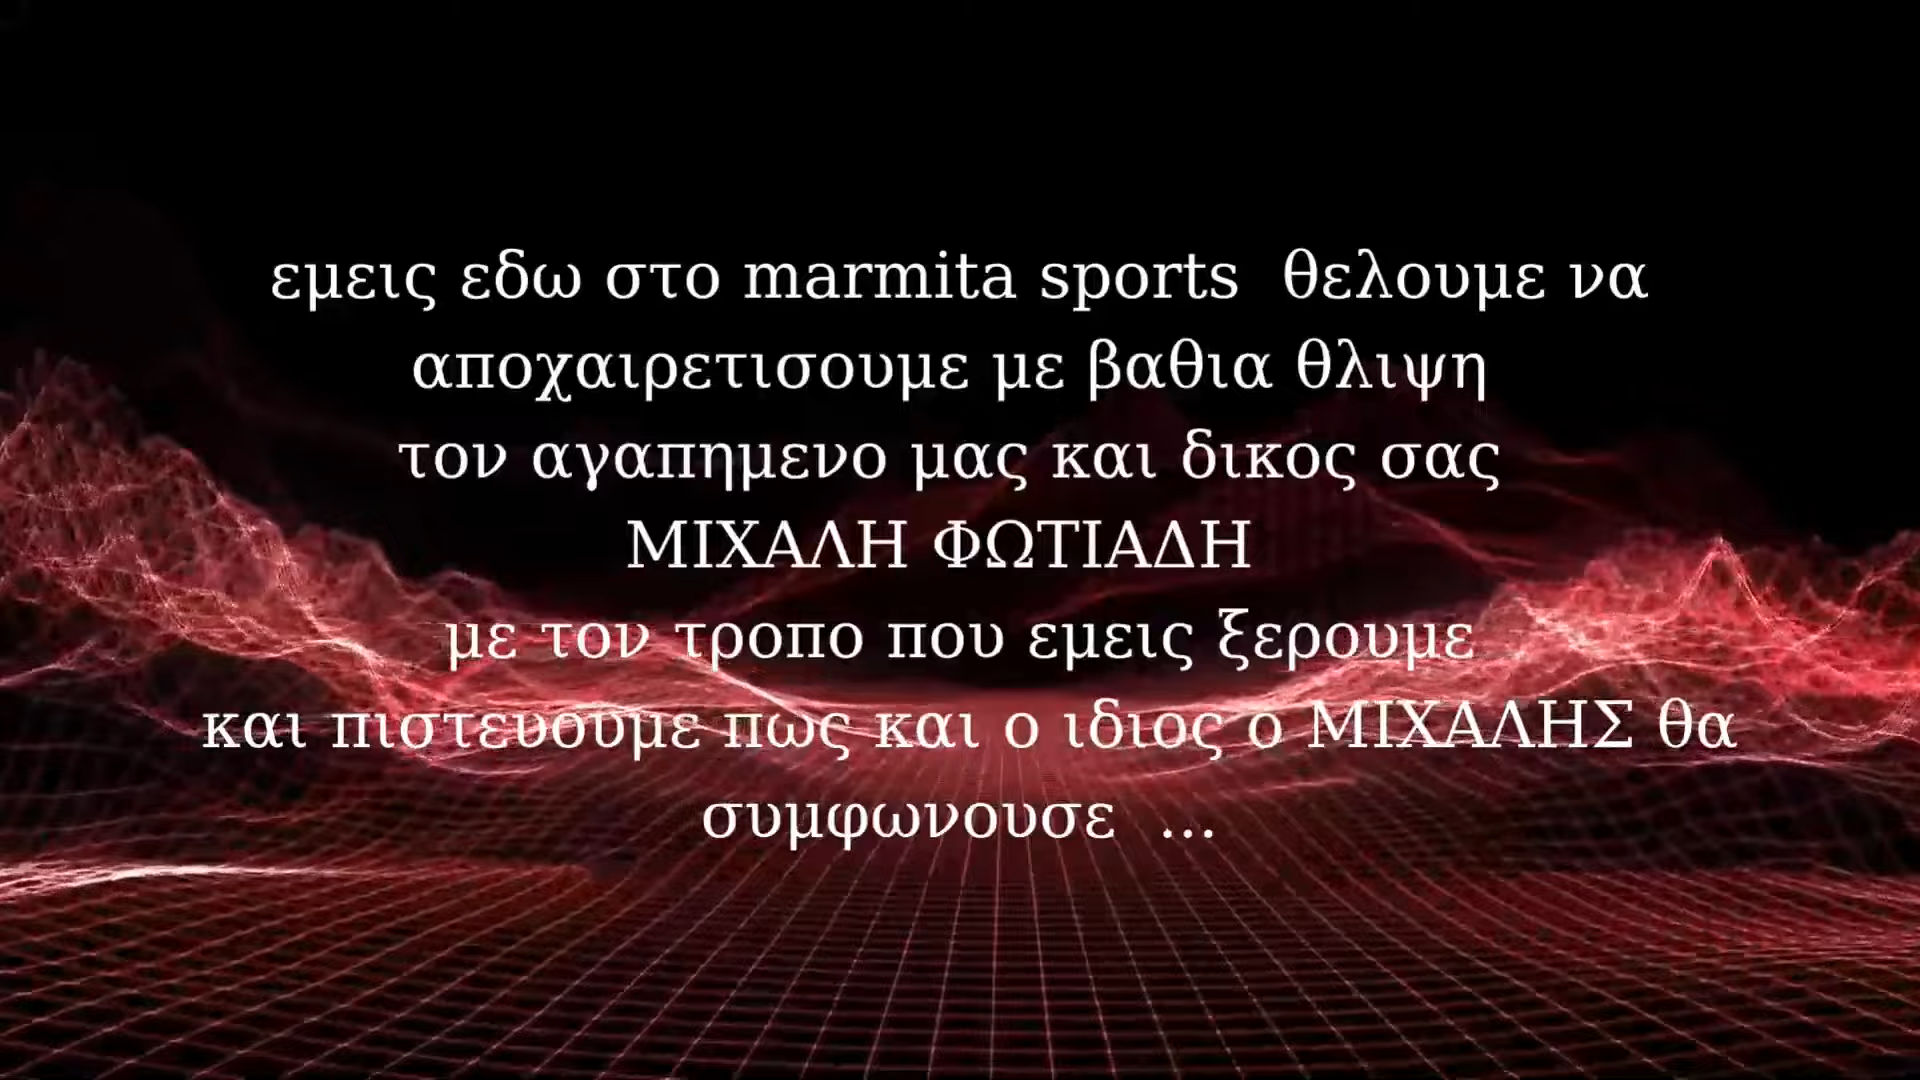 εμεις εδω στο marmita sports  θελουμε να
αποχαιρετισουμε με βαθια θλιψη
τον αγαπημενο μας και δικος σας
ΜΙΧΑΛΗ ΦΩΤΙΑΔΗ
με τον τροπο που εμεις ξερουμε
και πιστευουμε πως και ο ιδιος ο ΜΙΧΑΛΗΣ θα
συμφωνουσε  ...